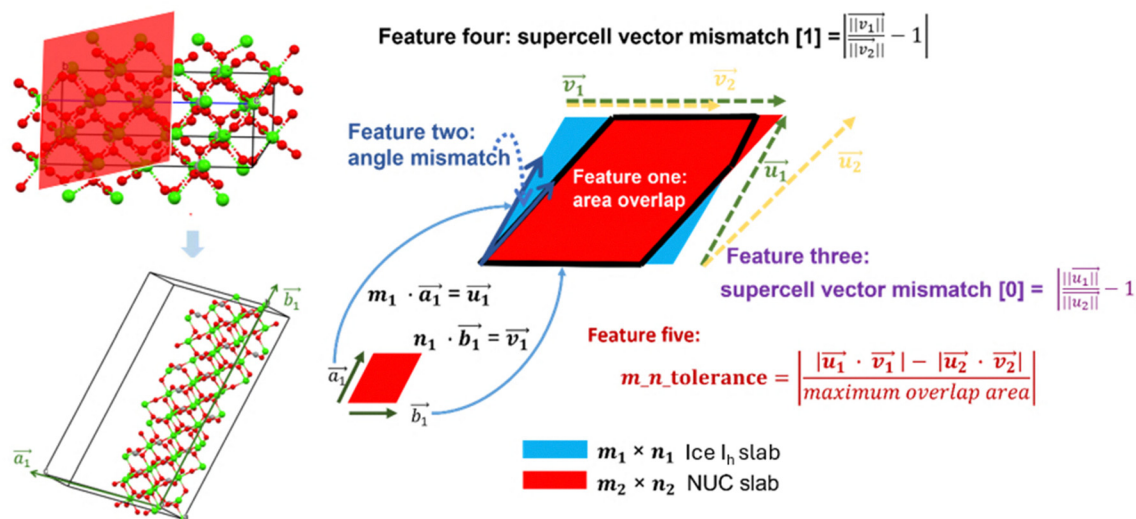 Feature four: supercell vector mismatch [1] = | ||v₁⃗|| / ||v₂⃗|| − 1 |
v₁⃗
v₂⃗
Feature two:
angle mismatch
Feature one:
area overlap
u₁⃗
u₂⃗
Feature three:
supercell vector mismatch [0] = | ||u₁⃗|| / ||u₂⃗|| − 1
m₁ · a₁⃗ = u₁⃗
n₁ · b₁⃗ = v₁⃗
a₁⃗
b₁⃗
Feature five:
m_n_tolerance = | |u₁⃗ · v₁⃗| − |u₂⃗ · v₂⃗| / maximum overlap area |
m₁ × n₁ Ice Iₕ slab
m₂ × n₂ NUC slab
b₁⃗
a₁⃗